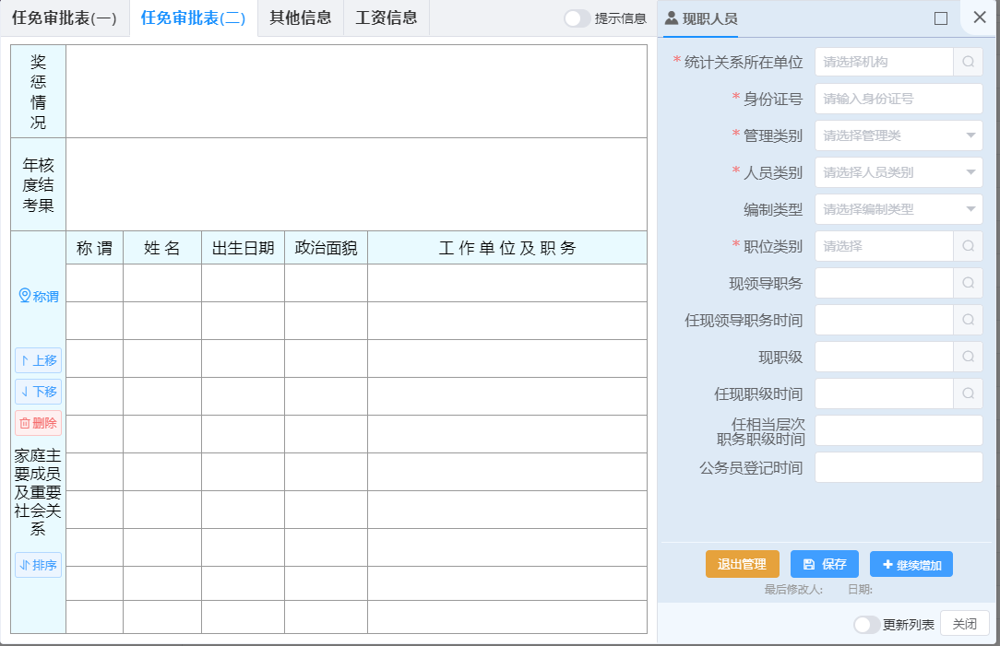 任免审批表(一)
任免审批表(二)
其他信息
工资信息
提示信息
奖
惩
情
况
年核
度结
考果
称 谓
姓 名
出生日期
政治面貌
工 作 单 位 及 职 务
称谓
上移
下移
删除
家庭主
要成员
及重要
社会关
系
排序
现职人员
* 统计关系所在单位
请选择机构
* 身份证号
请输入身份证号
* 管理类别
请选择管理类
* 人员类别
请选择人员类别
编制类型
请选择编制类型
* 职位类别
请选择
现领导职务
任现领导职务时间
现职级
任现职级时间
任相当层次
职务职级时间
公务员登记时间
退出管理
保存
继续增加
最后修改人:
日期:
更新列表
关闭